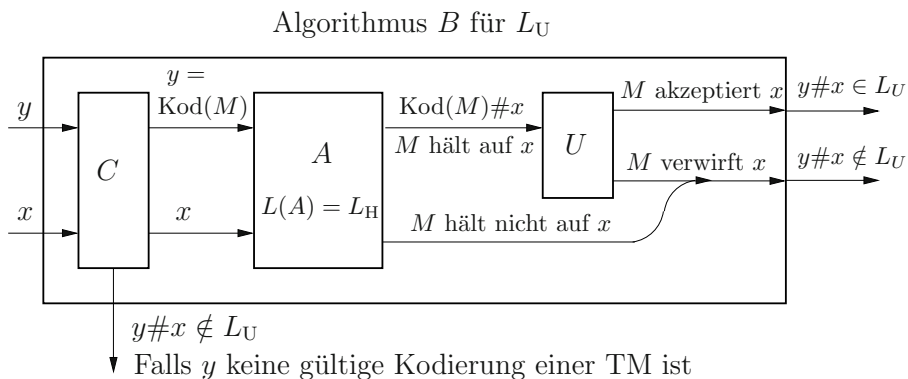 Algorithmus B für L_U
y
x
C
y =
Kod(M)
x
A
L(A) = L_H
Kod(M)#x
M hält auf x
U
M akzeptiert x
M verwirft x
M hält nicht auf x
y#x ∈ L_U
y#x ∉ L_U
y#x ∉ L_U
Falls y keine gültige Kodierung einer TM ist